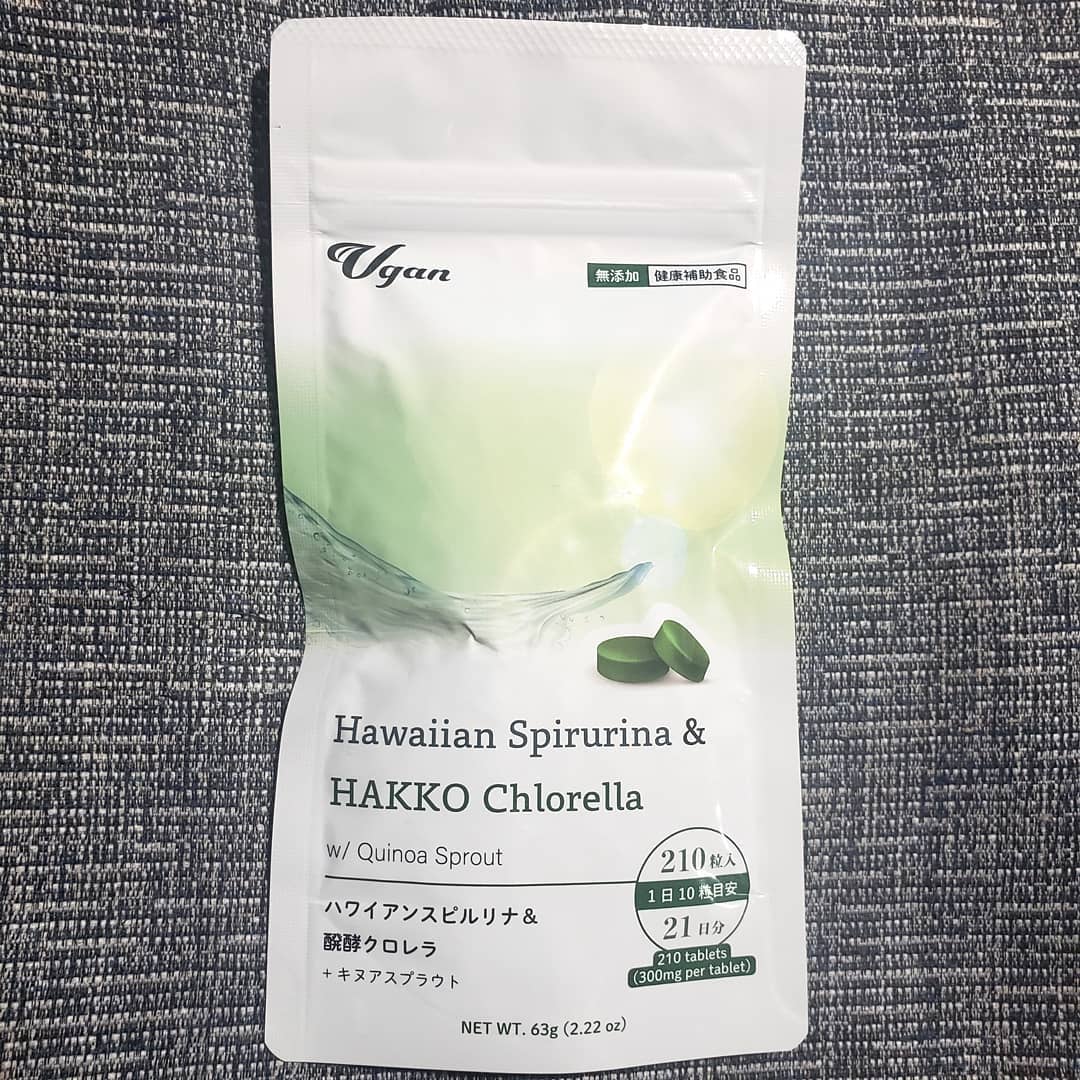 Vgan
無添加 健康補助食品
Hawaiian Spirurina &
HAKKO Chlorella
w/ Quinoa Sprout
ハワイアンスピルリナ&
醗酵クロレラ
+ キヌアスプラウト
210粒入
1日10粒目安
21日分
210 tablets
(300mg per tablet)
NET WT. 63g (2.22 oz)